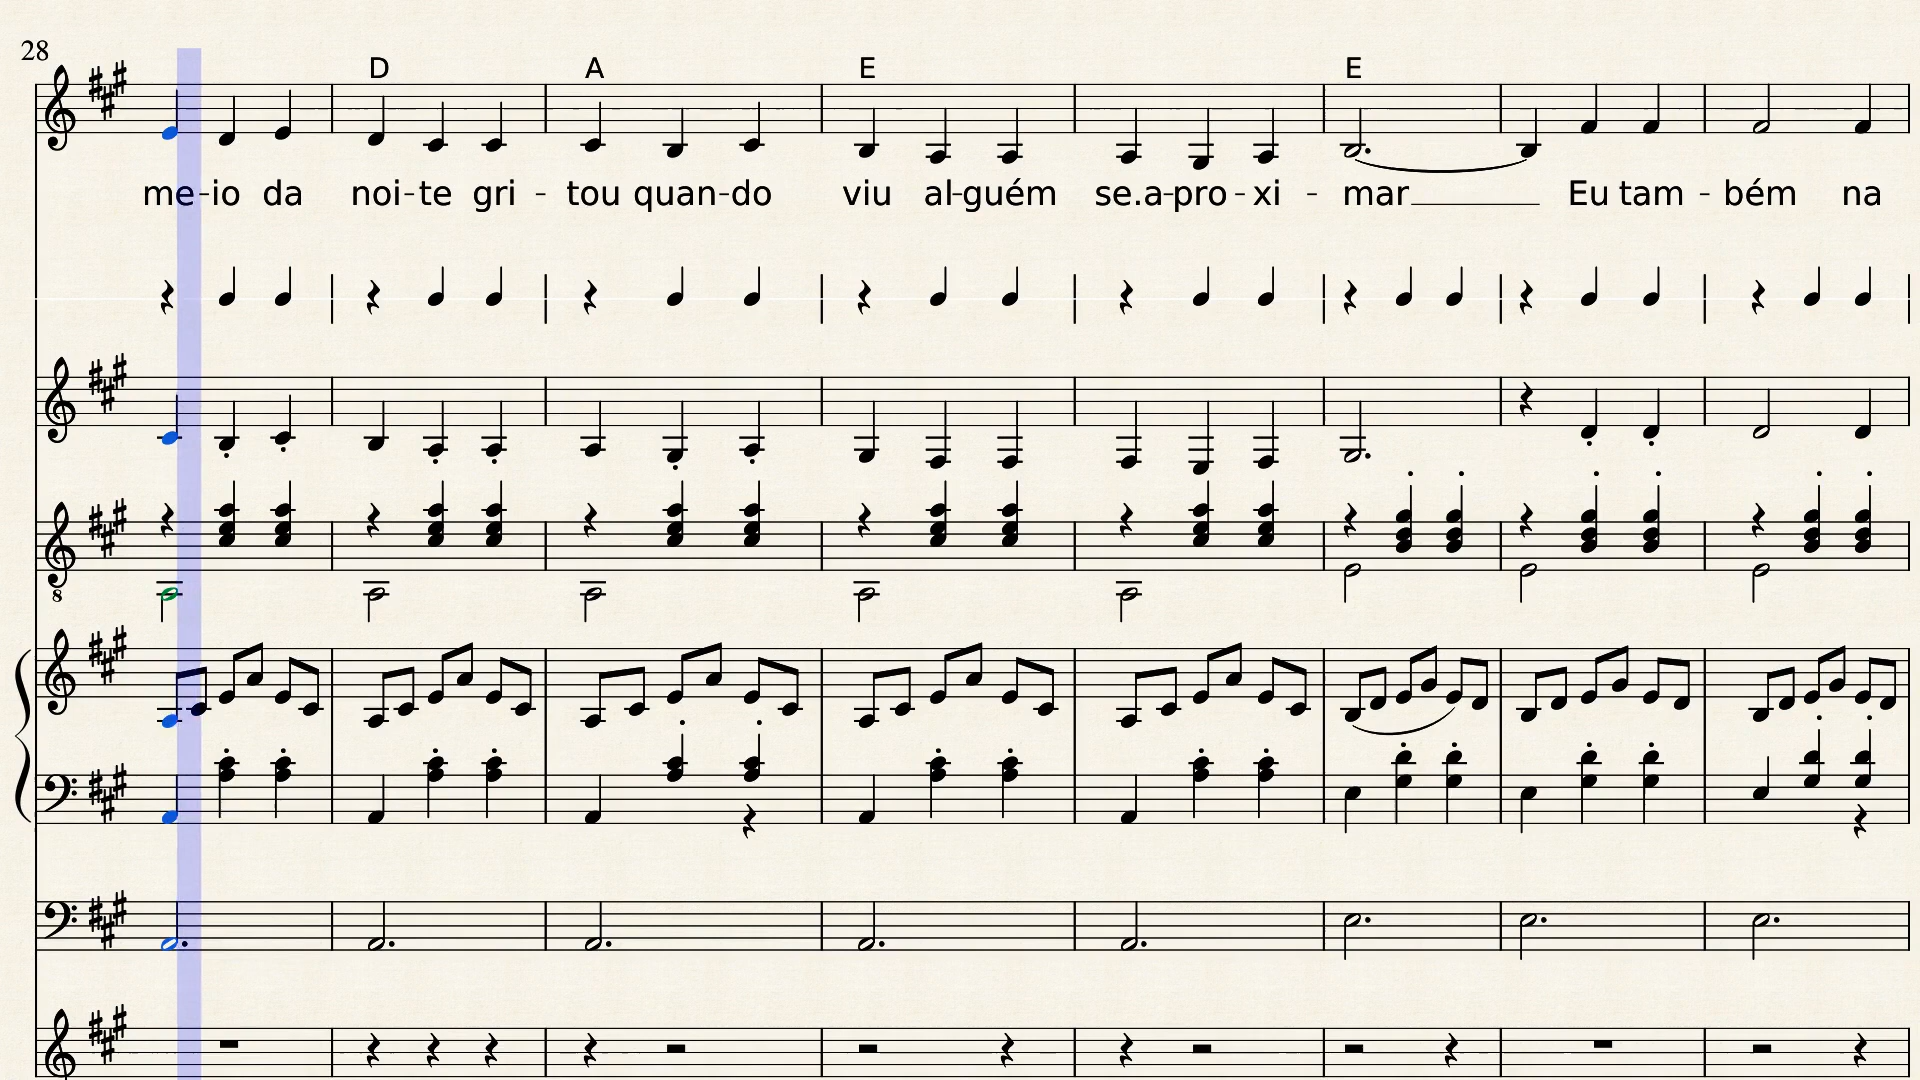 28
D A E E
me-io da noi-te gri - tou quan-do viu al-guém se.a-pro - xi - mar____ Eu tam - bém na
8